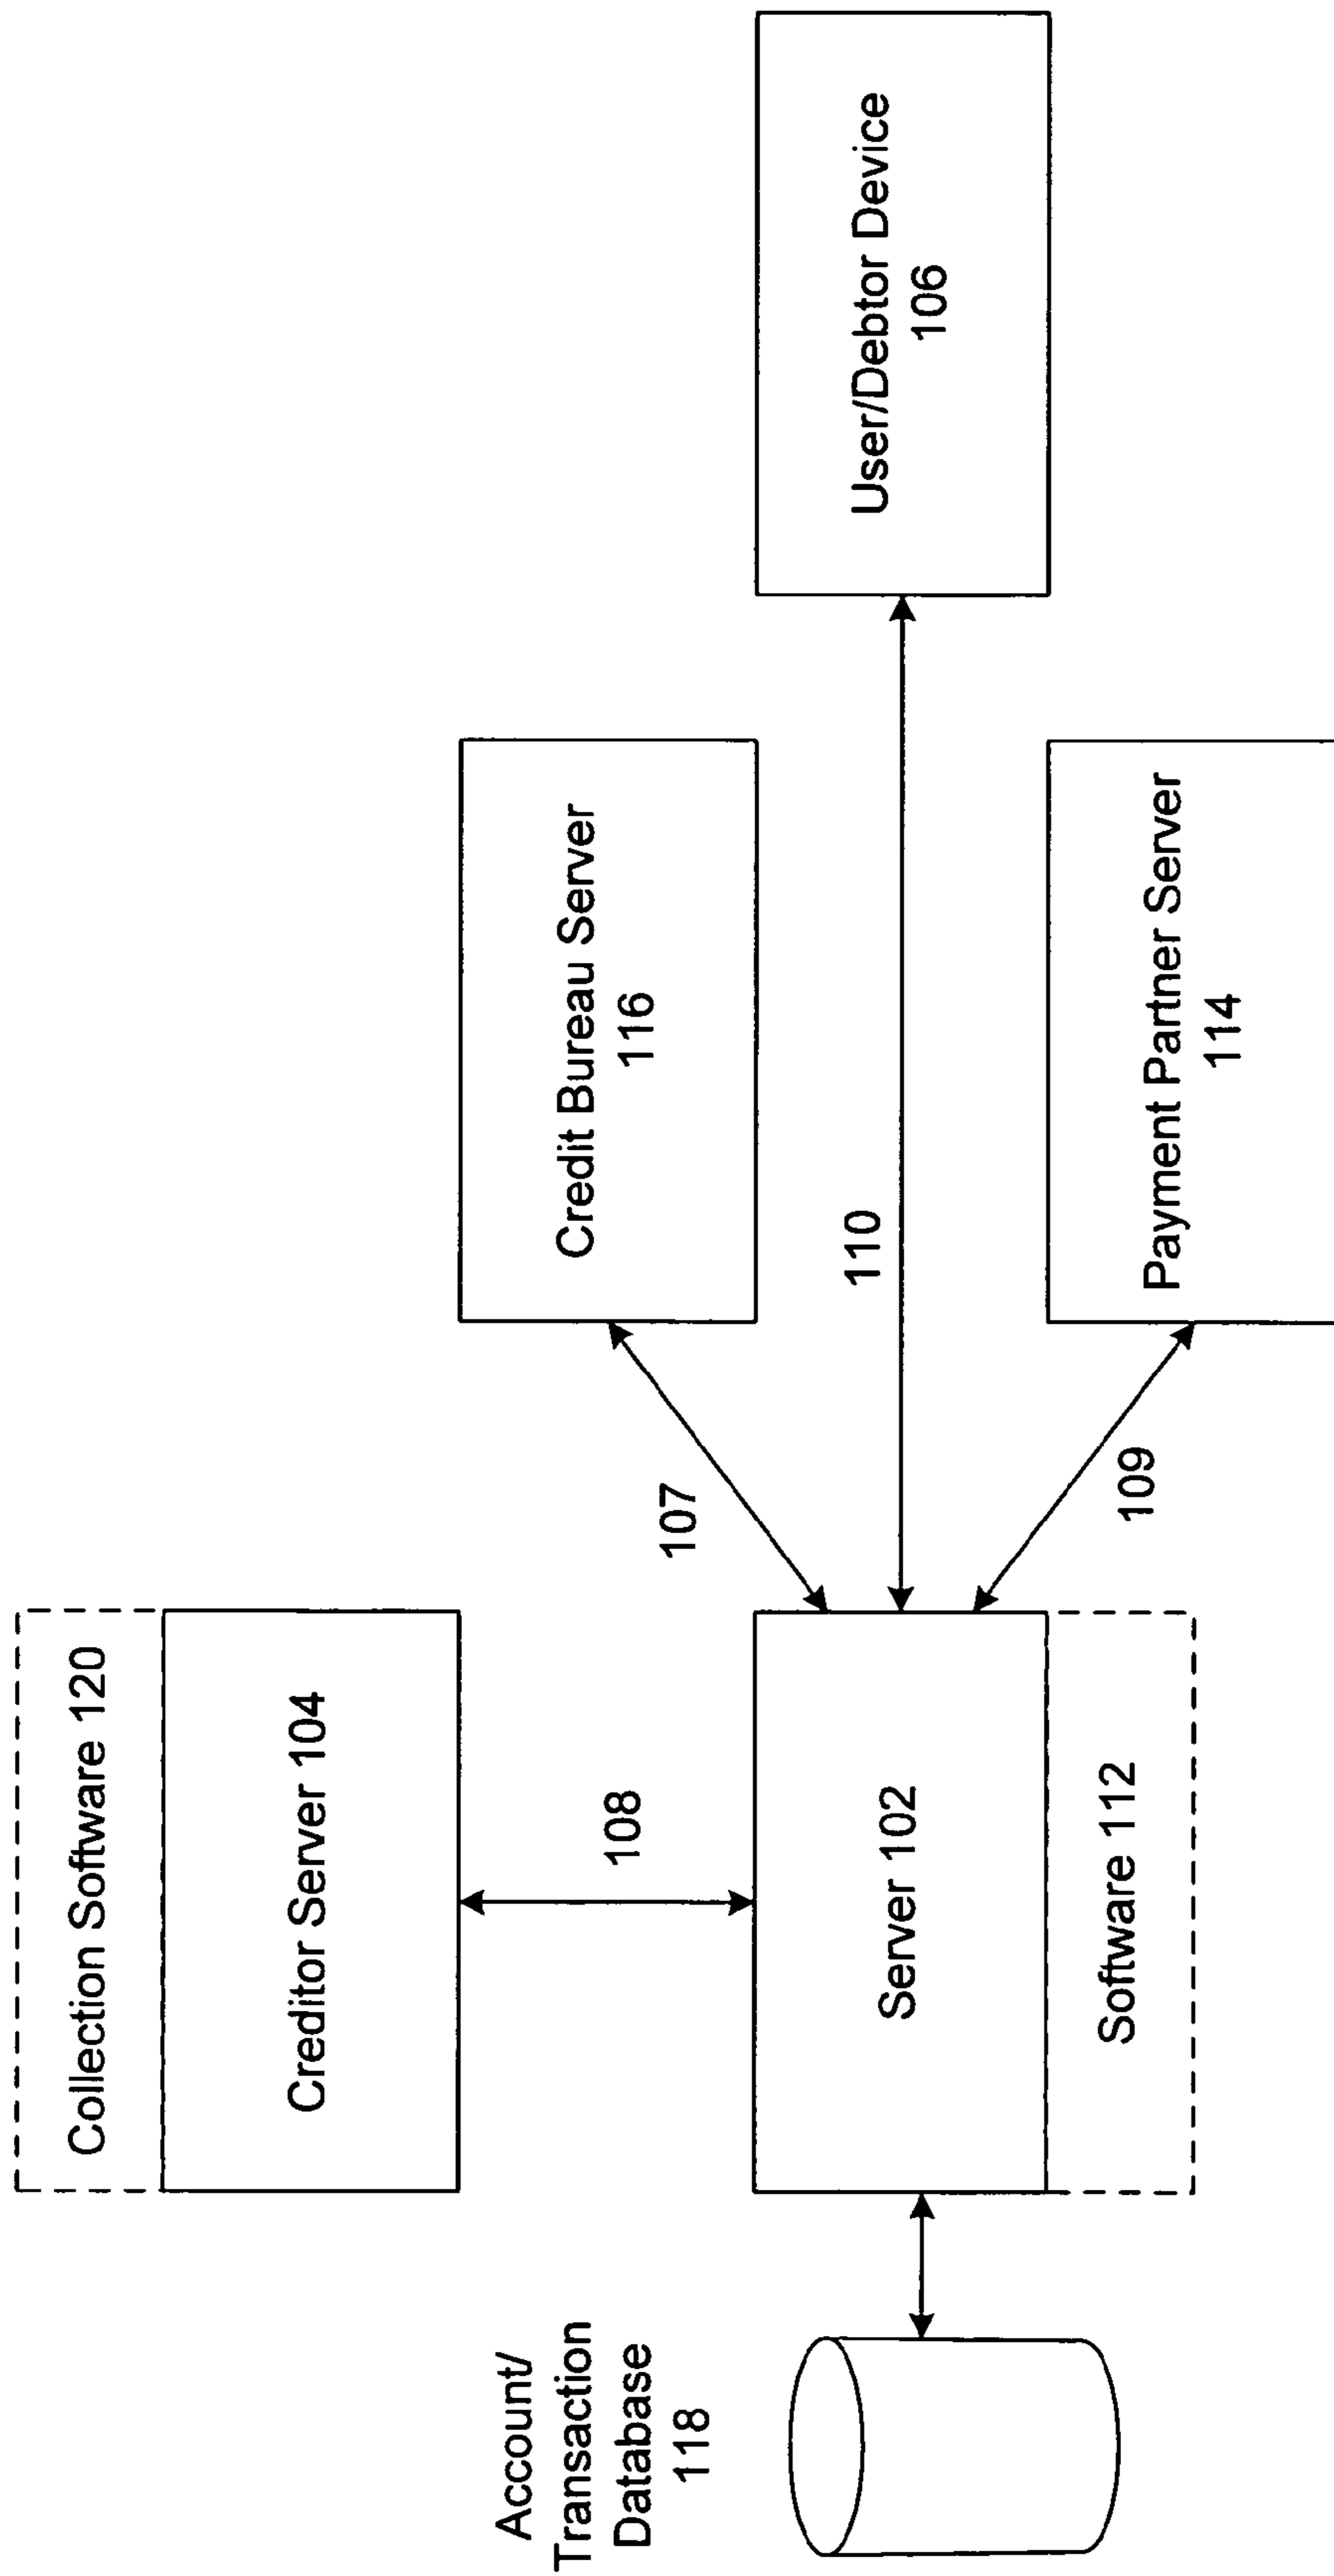 Collection Software 120
Creditor Server 104
108
Account/
Transaction
Database
118
Server 102
Software 112
107
Credit Bureau Server
116
110
User/Debtor Device
106
109
Payment Partner Server
114